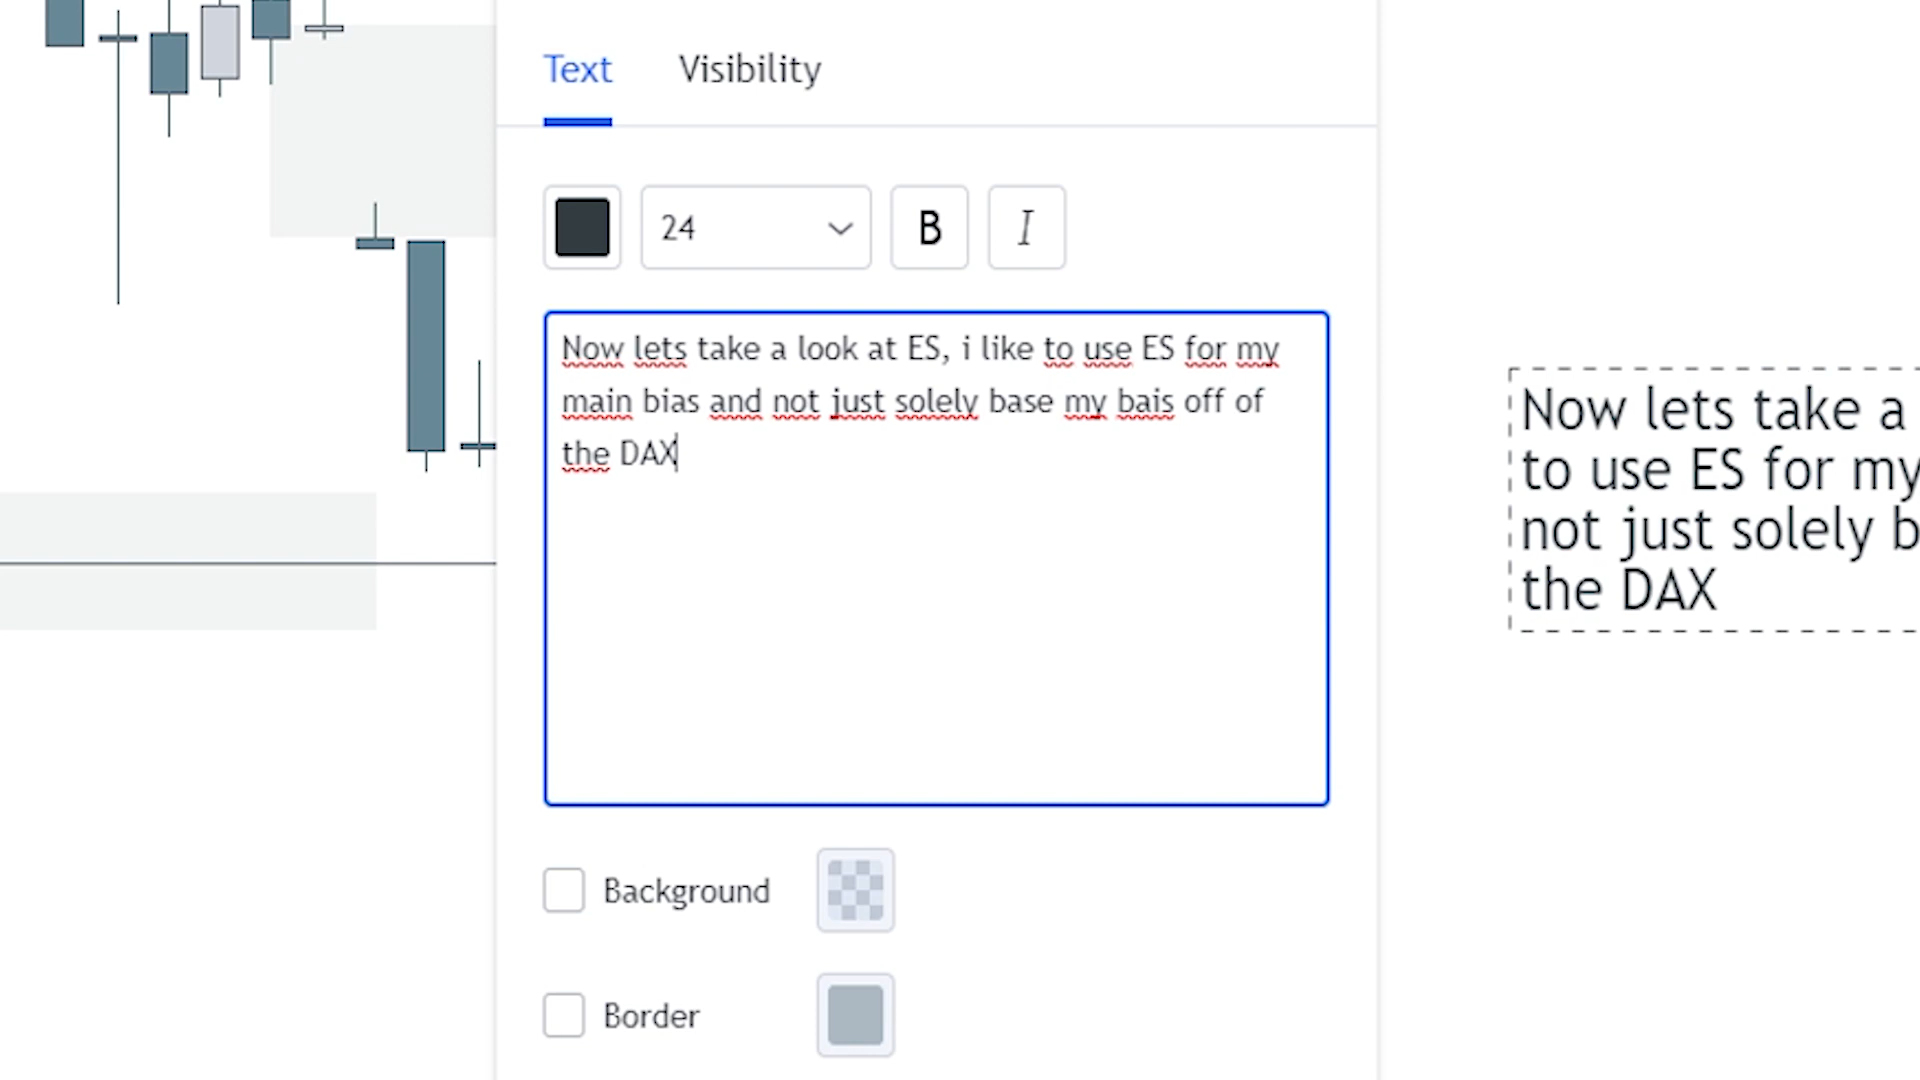 Text Visibility
24 B I
Now lets take a look at ES, i like to use ES for my
main bias and not just solely base my bais off of
the DAX
Background
Border
Now lets take a
to use ES for my
not just solely b
the DAX